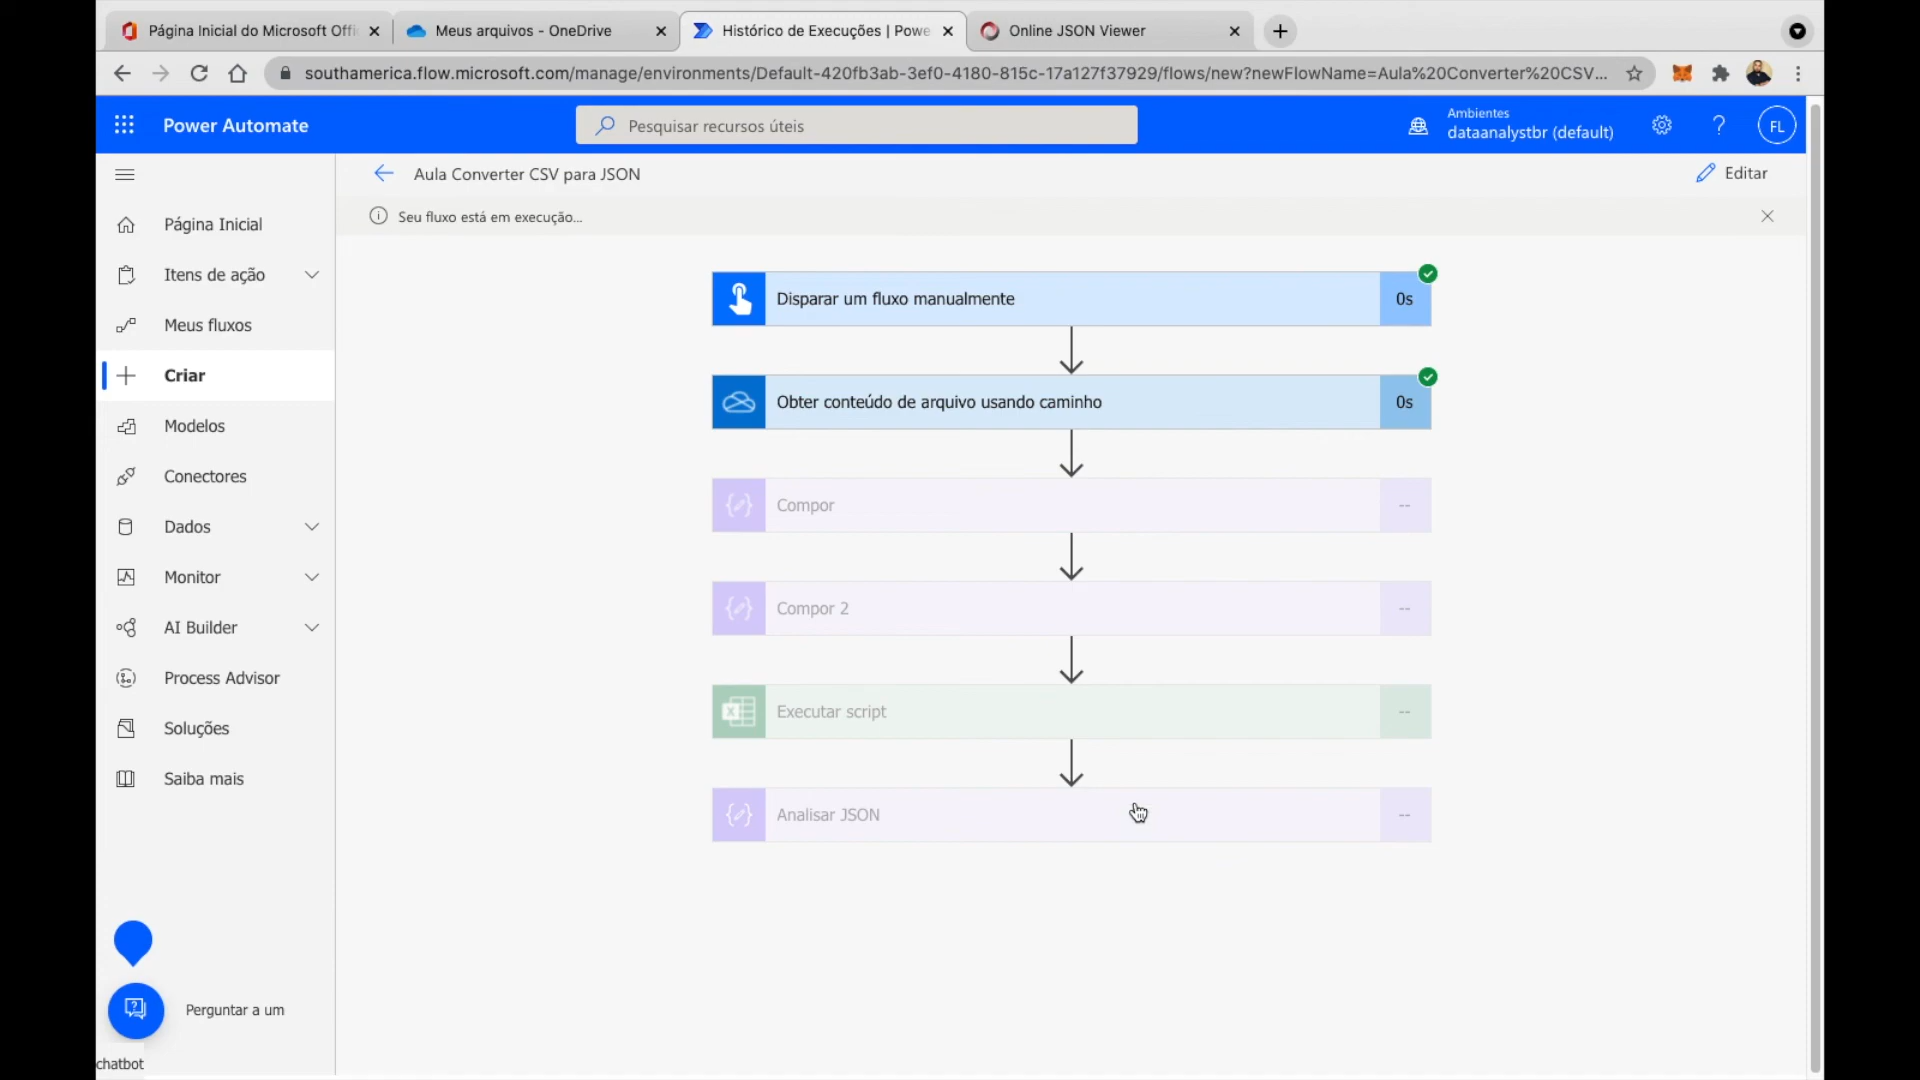 Página Inicial do Microsoft Offi
Meus arquivos - OneDrive
Histórico de Execuções | Powe
Online JSON Viewer
southamerica.flow.microsoft.com/manage/environments/Default-420fb3ab-3ef0-4180-815c-17a127f37929/flows/new?newFlowName=Aula%20Converter%20CSV...
Power Automate
Pesquisar recursos úteis
Ambientes
dataanalystbr (default)
FL
Aula Converter CSV para JSON
Editar
Seu fluxo está em execução...
Página Inicial
Itens de ação
Meus fluxos
Criar
Modelos
Conectores
Dados
Monitor
AI Builder
Process Advisor
Soluções
Saiba mais
Perguntar a um
chatbot
Disparar um fluxo manualmente
0s
Obter conteúdo de arquivo usando caminho
0s
Compor
--
Compor 2
--
Executar script
--
Analisar JSON
--